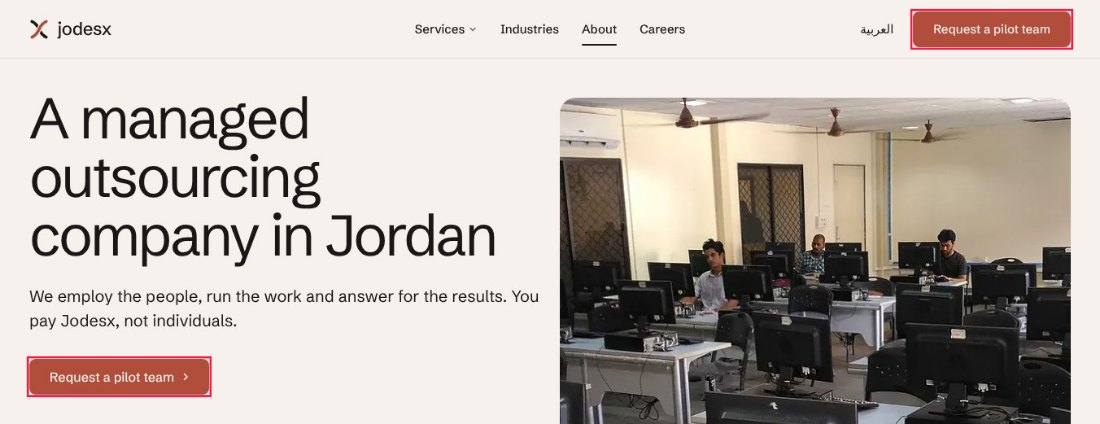 jodesx
Services
Industries
About
Careers
العربية
Request a pilot team
A managed
outsourcing
company in Jordan
We employ the people, run the work and answer for the results. You
pay Jodesx, not individuals.
Request a pilot team